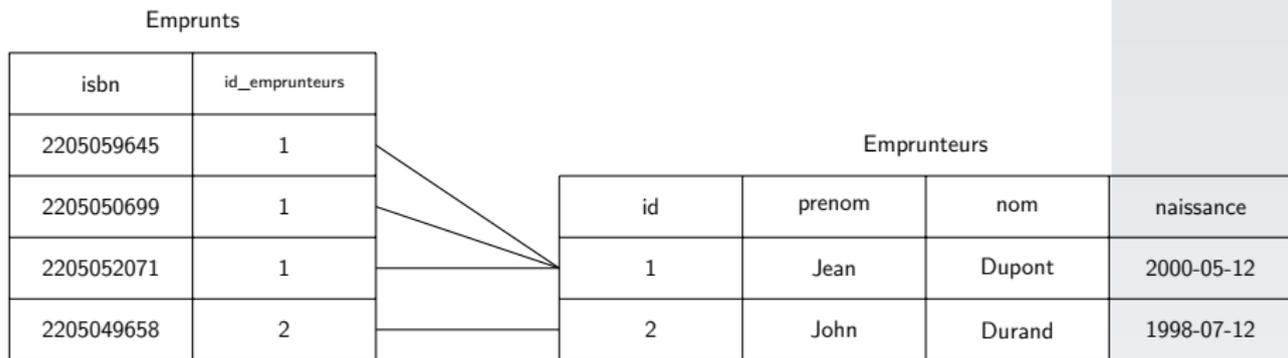 Emprunts
isbn id_emprunteurs
2205059645 1
2205050699 1
2205052071 1
2205049658 2
Emprunteurs
id prenom nom naissance
1 Jean Dupont 2000-05-12
2 John Durand 1998-07-12